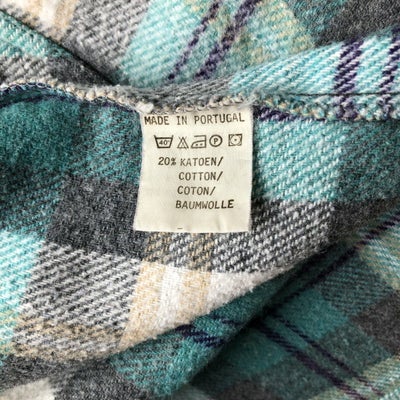 MADE IN PORTUGAL
40° P
20% KATOEN/
COTTON/
COTON/
BAUMWOLLE